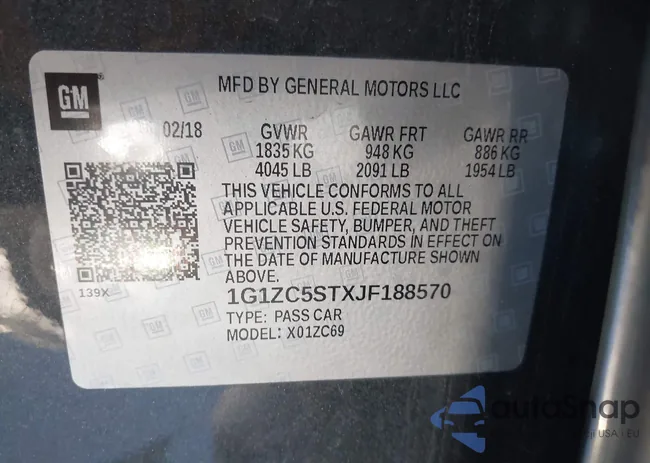 GM
MFD BY GENERAL MOTORS LLC
02/18 GVWR GAWR FRT GAWR RR
1835 KG 948 KG 886 KG
4045 LB 2091 LB 1954 LB
THIS VEHICLE CONFORMS TO ALL
APPLICABLE U.S. FEDERAL MOTOR
VEHICLE SAFETY, BUMPER, AND THEFT
PREVENTION STANDARDS IN EFFECT ON
THE DATE OF MANUFACTURE SHOWN
ABOVE.
139X
1G1ZC5STXJF188570
TYPE: PASS CAR
MODEL: X01ZC69
autoSnap
USA - EU